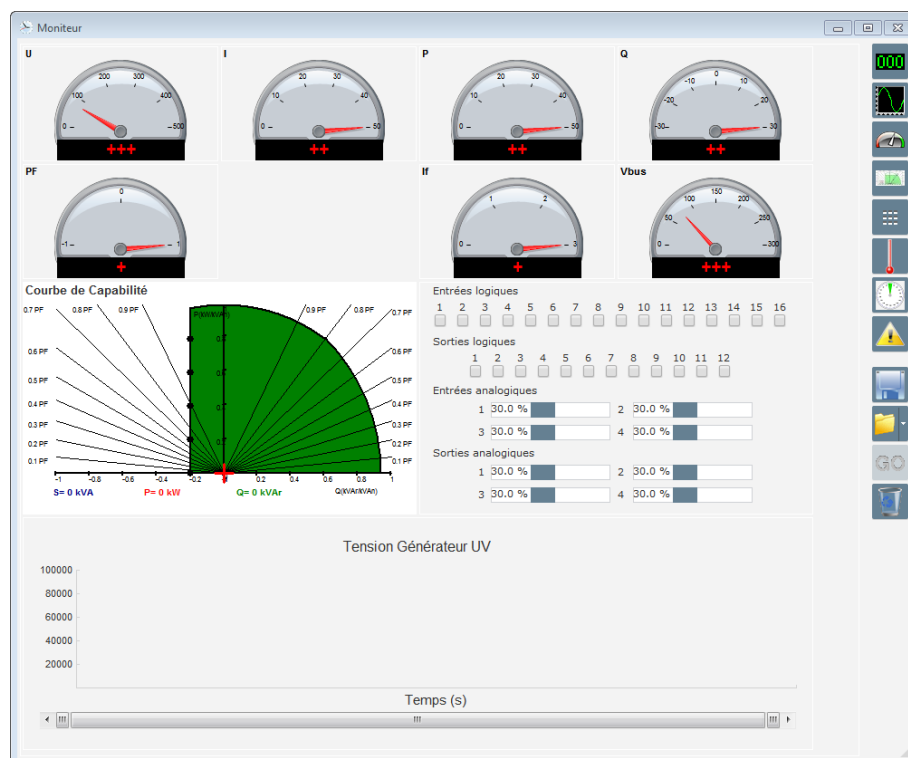 Moniteur
U I P Q
100 200 300 400 0 500 +++
10 20 30 40 0 50 ++
10 20 30 40 0 50 ++
-30 -20 -10 0 10 20 30 ++
PF If Vbus
-1 0 1 +
0 1 2 3 +
0 50 100 150 200 250 300 +++
000
Courbe de Capabilité
0.7 PF 0.8 PF 0.9 PF P(kW/kVAr) 0.9 PF 0.8 PF 0.7 PF
0.6 PF 0.6 PF
0.5 PF 0.5 PF
0.4 PF 0.4 PF
0.3 PF 0.3 PF
0.2 PF 0.2 PF
0.1 PF 0.1 PF
-1 -0.8 -0.6 -0.4 -0.2 0.2 0.4 0.6 0.8 1
S= 0 kVA P= 0 kW Q= 0 kVAr Q(kVAr/kVArn)
Entrées logiques
1 2 3 4 5 6 7 8 9 10 11 12 13 14 15 16
Sorties logiques
1 2 3 4 5 6 7 8 9 10 11 12
Entrées analogiques
1 30.0 % 2 30.0 %
3 30.0 % 4 30.0 %
Sorties analogiques
1 30.0 % 2 30.0 %
3 30.0 % 4 30.0 %
GO
Tension Générateur UV
100000
80000
60000
40000
20000
Temps (s)